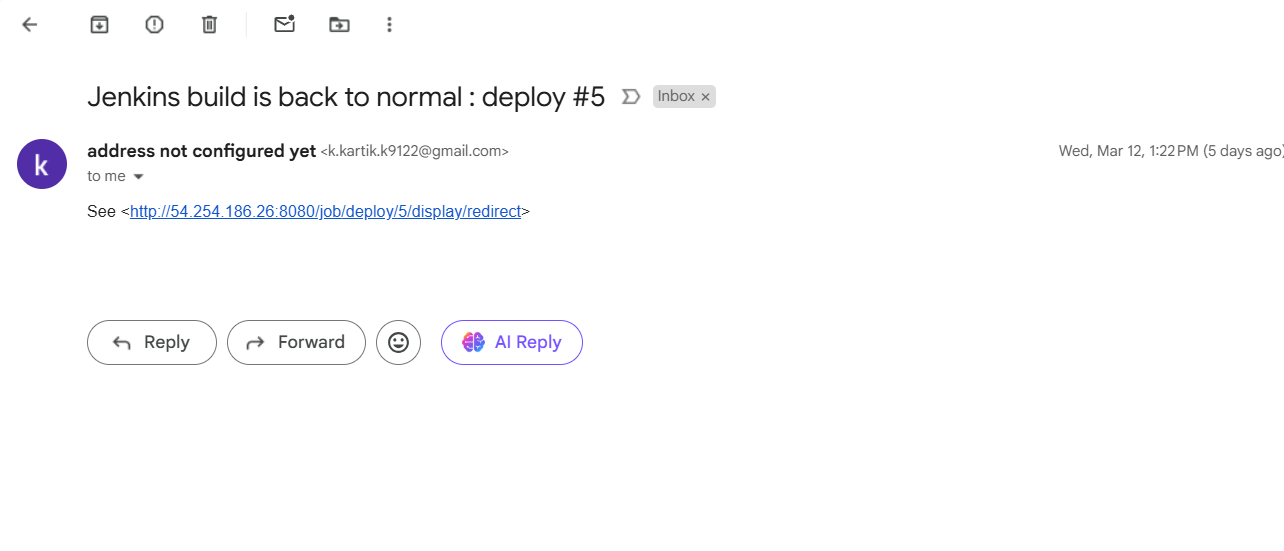 Jenkins build is back to normal : deploy #5 Inbox ×
k
address not configured yet <k.kartik.k9122@gmail.com> Wed, Mar 12, 1:22 PM (5 days ago)
to me
See <http://54.254.186.26:8080/job/deploy/5/display/redirect>
Reply Forward AI Reply